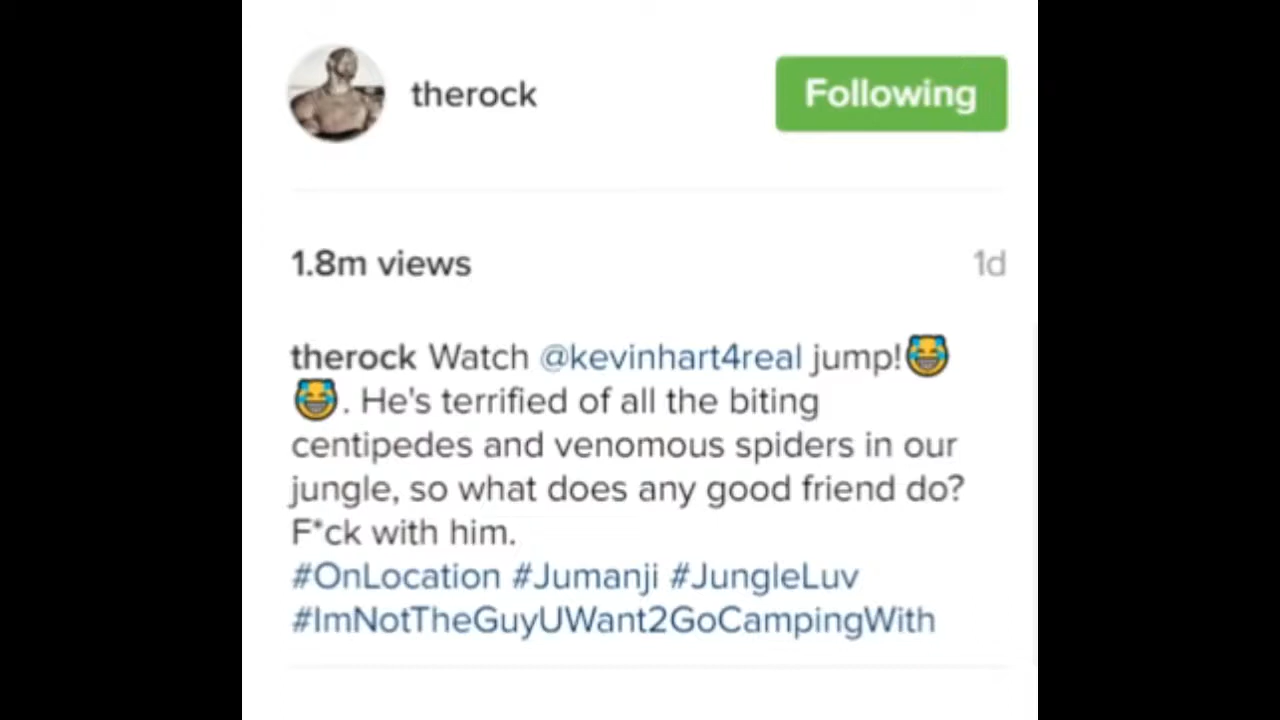 therock
Following
1.8m views
1d
therock Watch @kevinhart4real jump!😂
😂. He's terrified of all the biting
centipedes and venomous spiders in our
jungle, so what does any good friend do?
F*ck with him.
#OnLocation #Jumanji #JungleLuv
#ImNotTheGuyUWant2GoCampingWith